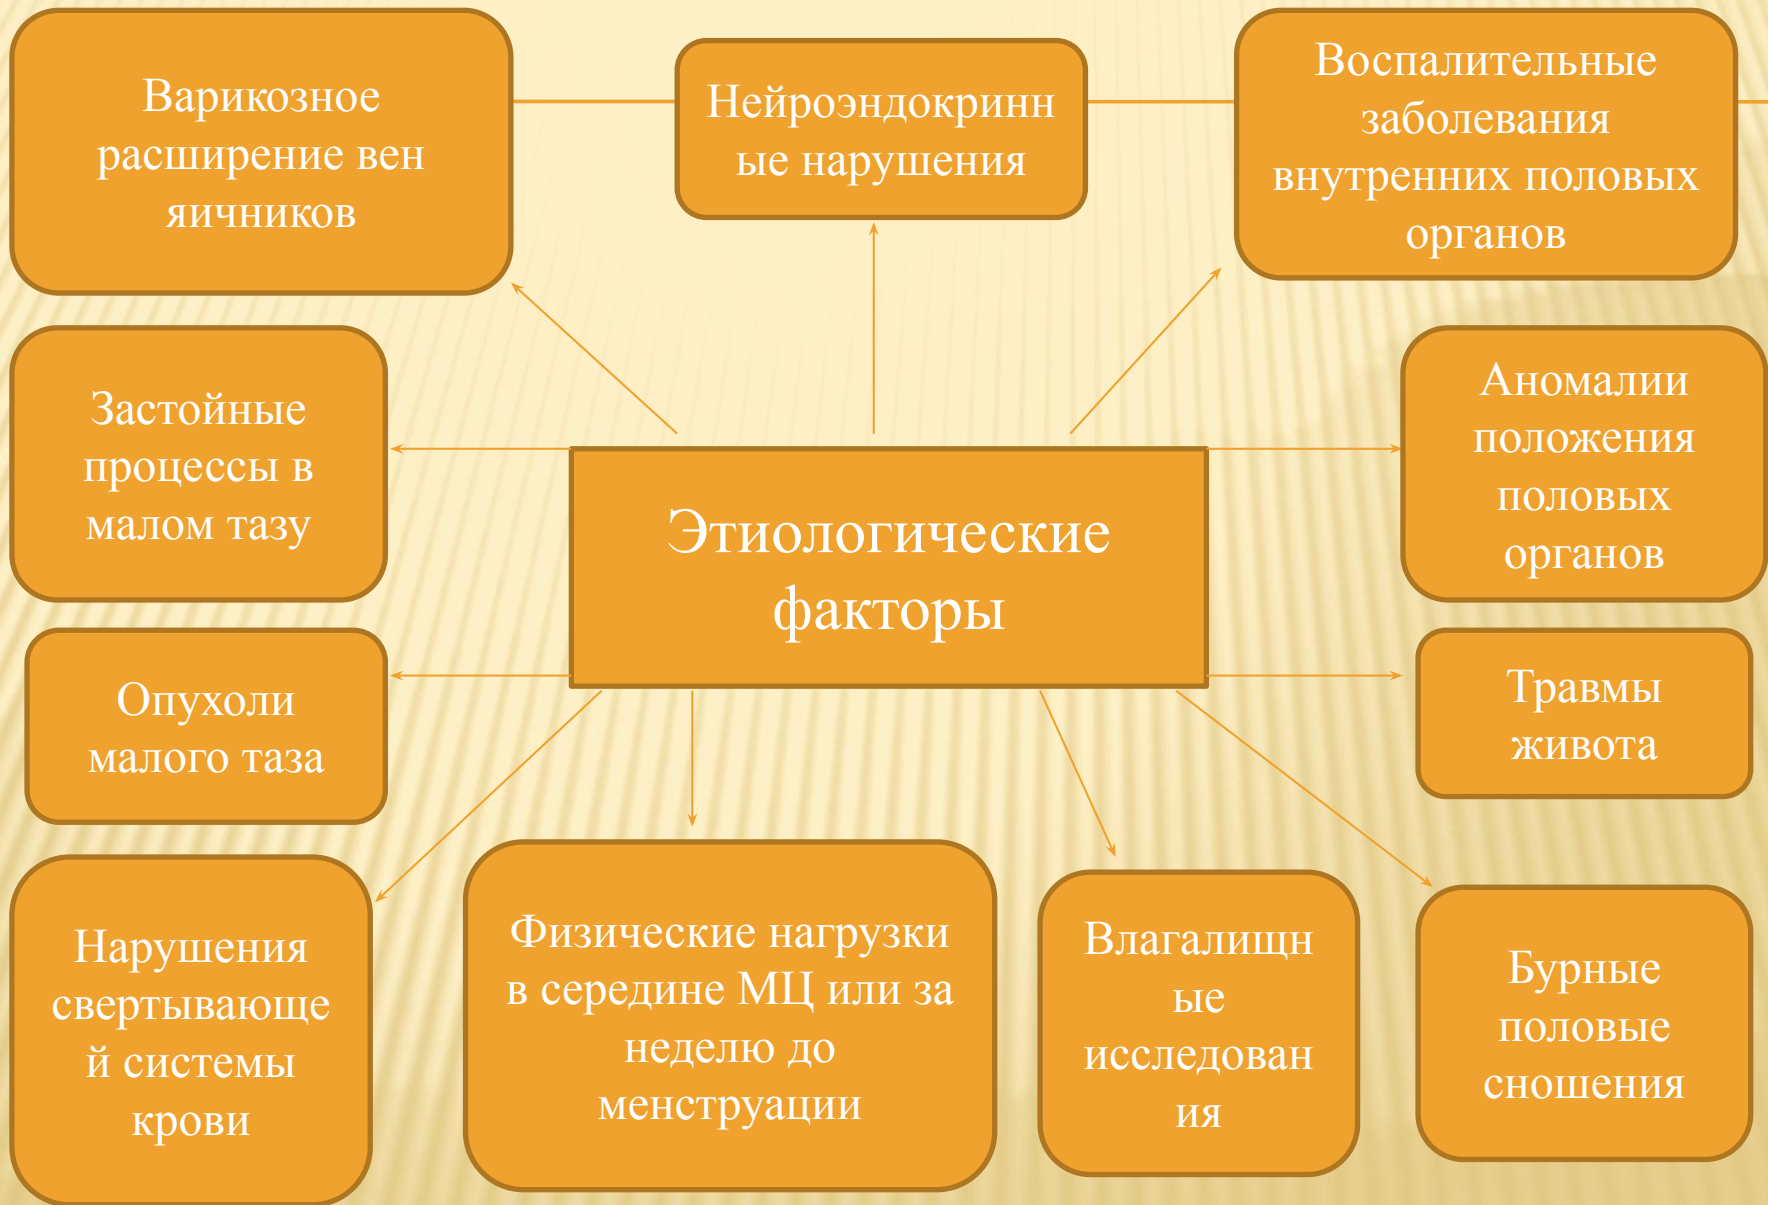 Варикозное
расширение вен
яичников
Нейроэндокринн
ые нарушения
Воспалительные
заболевания
внутренних половых
органов
Застойные
процессы в
малом тазу
Этиологические
факторы
Аномалии
положения
половых
органов
Опухоли
малого таза
Травмы
живота
Нарушения
свертывающе
й системы
крови
Физические нагрузки
в середине МЦ или за
неделю до
менструации
Влагалищн
ые
исследован
ия
Бурные
половые
сношения